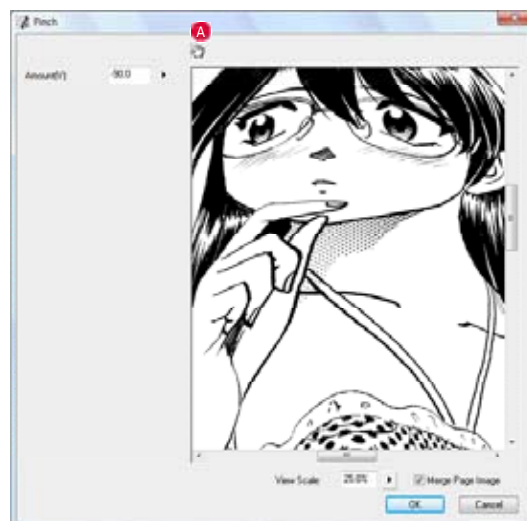 Pinch
A
Amount(V) -90.0
View Scale 25.0% Merge Page Image
OK Cancel